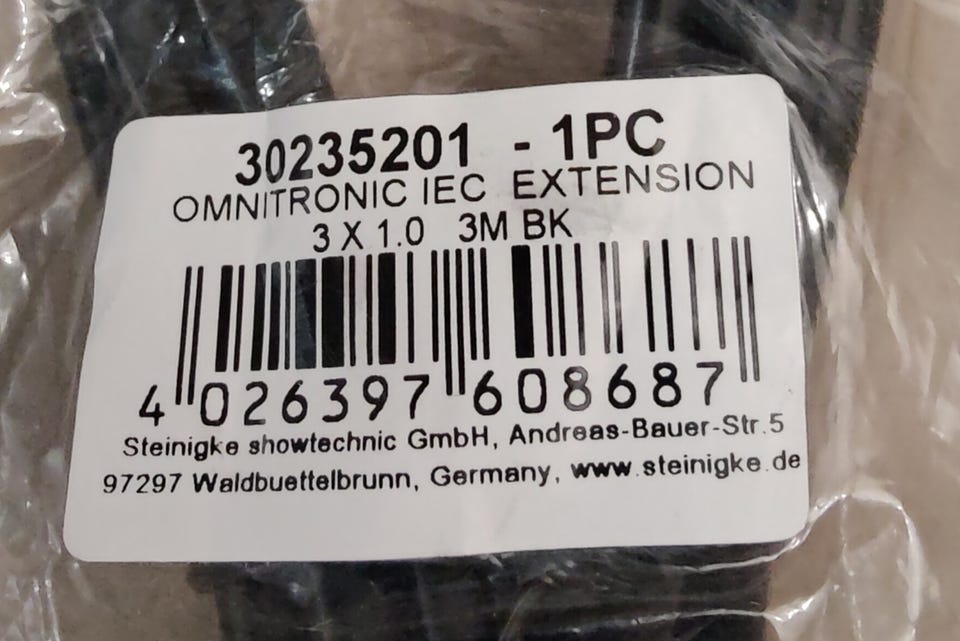 30235201 - 1PC
OMNITRONIC IEC EXTENSION
3 X 1.0 3M BK
4 026397 608687
Steinigke showtechnic GmbH, Andreas-Bauer-Str.5
97297 Waldbuettelbrunn, Germany, www.steinigke.de